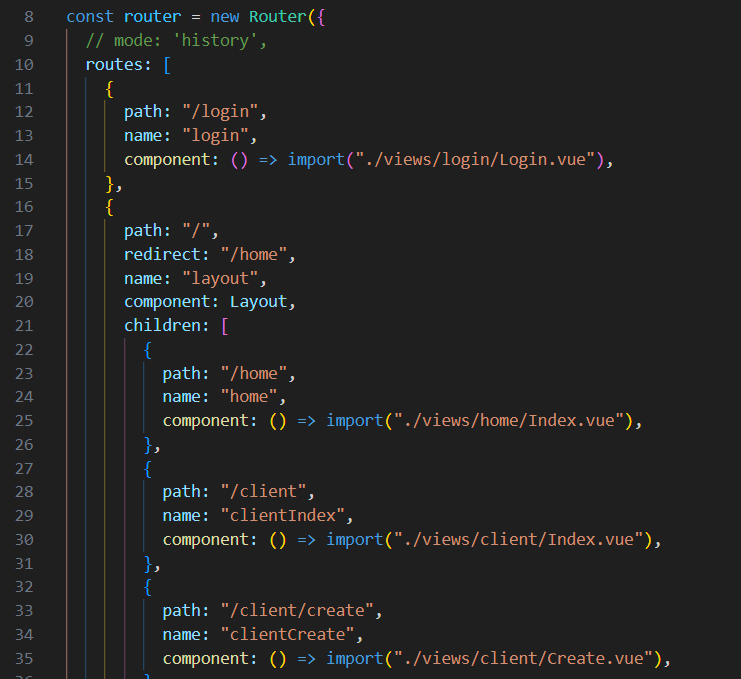 8 const router = new Router({
9 // mode: 'history',
10 routes: [
11 {
12 path: "/login",
13 name: "login",
14 component: () => import("./views/login/Login.vue"),
15 },
16 {
17 path: "/",
18 redirect: "/home",
19 name: "layout",
20 component: Layout,
21 children: [
22 {
23 path: "/home",
24 name: "home",
25 component: () => import("./views/home/Index.vue"),
26 },
27 {
28 path: "/client",
29 name: "clientIndex",
30 component: () => import("./views/client/Index.vue"),
31 },
32 {
33 path: "/client/create",
34 name: "clientCreate",
35 component: () => import("./views/client/Create.vue"),